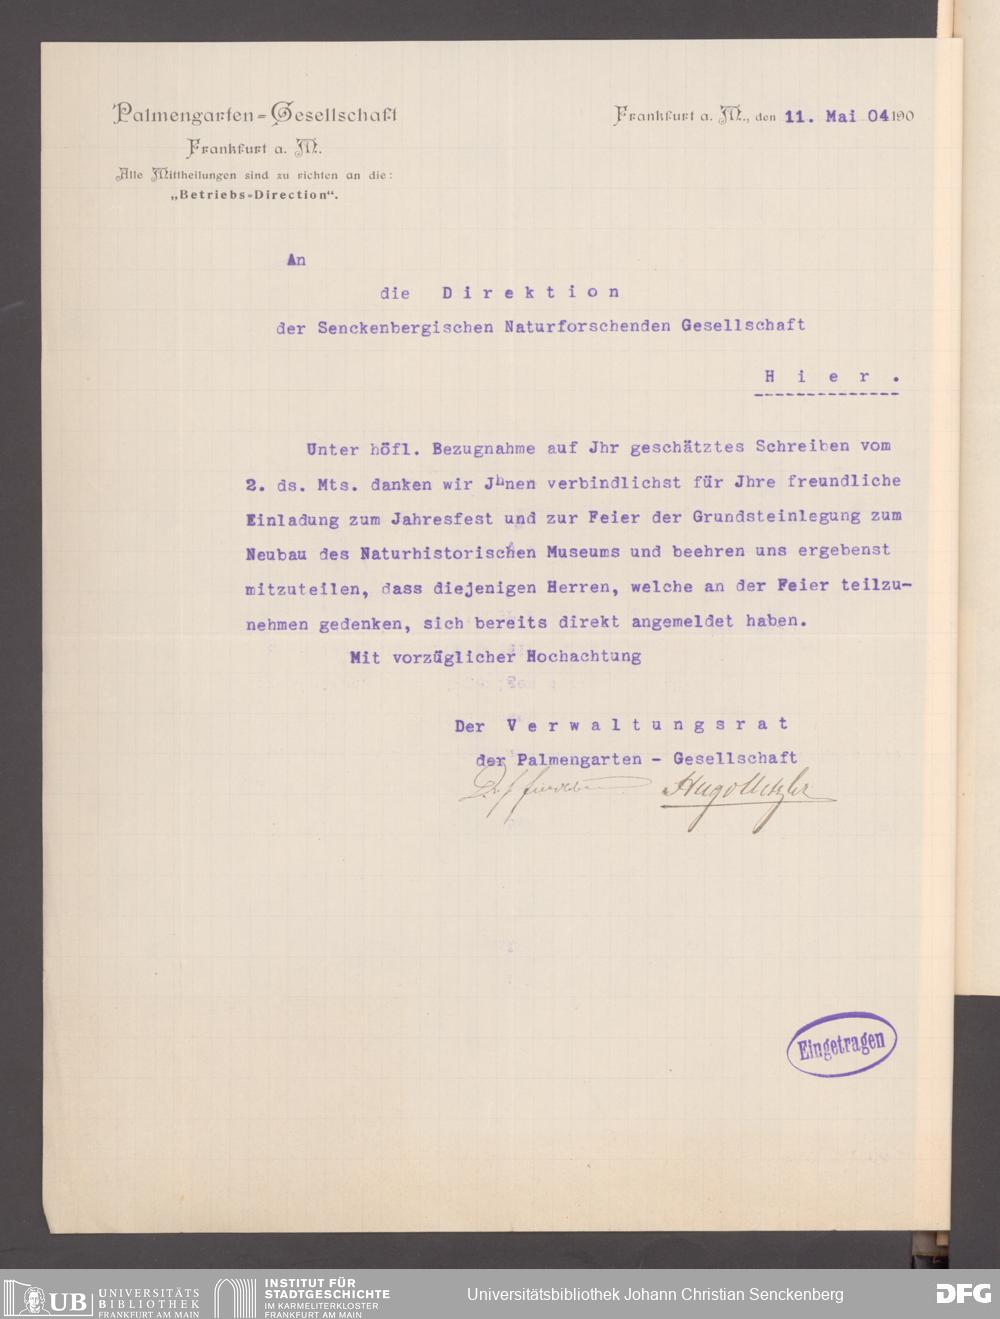 Palmengarten=Gesellschaft
Frankfurt a. M.
Alle Mittheilungen sind zu richten an die:
„Betriebs=Direction“.
Frankfurt a. M., den 11. Mai 04 190
An
die Direktion
der Senckenbergischen Naturforschenden Gesellschaft
Hier.
Unter höfl. Bezugnahme auf Jhr geschätztes Schreiben vom
2. ds. Mts. danken wir Jhnen verbindlichst für Jhre freundliche
Einladung zum Jahresfest und zur Feier der Grundsteinlegung zum
Neubau des Naturhistorischen Museums und beehren uns ergebenst
mitzuteilen, dass diejenigen Herren, welche an der Feier teilzu-
nehmen gedenken, sich bereits direkt angemeldet haben.
Mit vorzüglicher Hochachtung
Der Verwaltungsrat
der Palmengarten - Gesellschaft
Hugo Metzler
Eingetragen
UB UNIVERSITÄTS
BIBLIOTHEK
FRANKFURT AM MAIN
INSTITUT FÜR
STADTGESCHICHTE
IM KARMELITERKLOSTER
FRANKFURT AM MAIN
Universitätsbibliothek Johann Christian Senckenberg
DFG